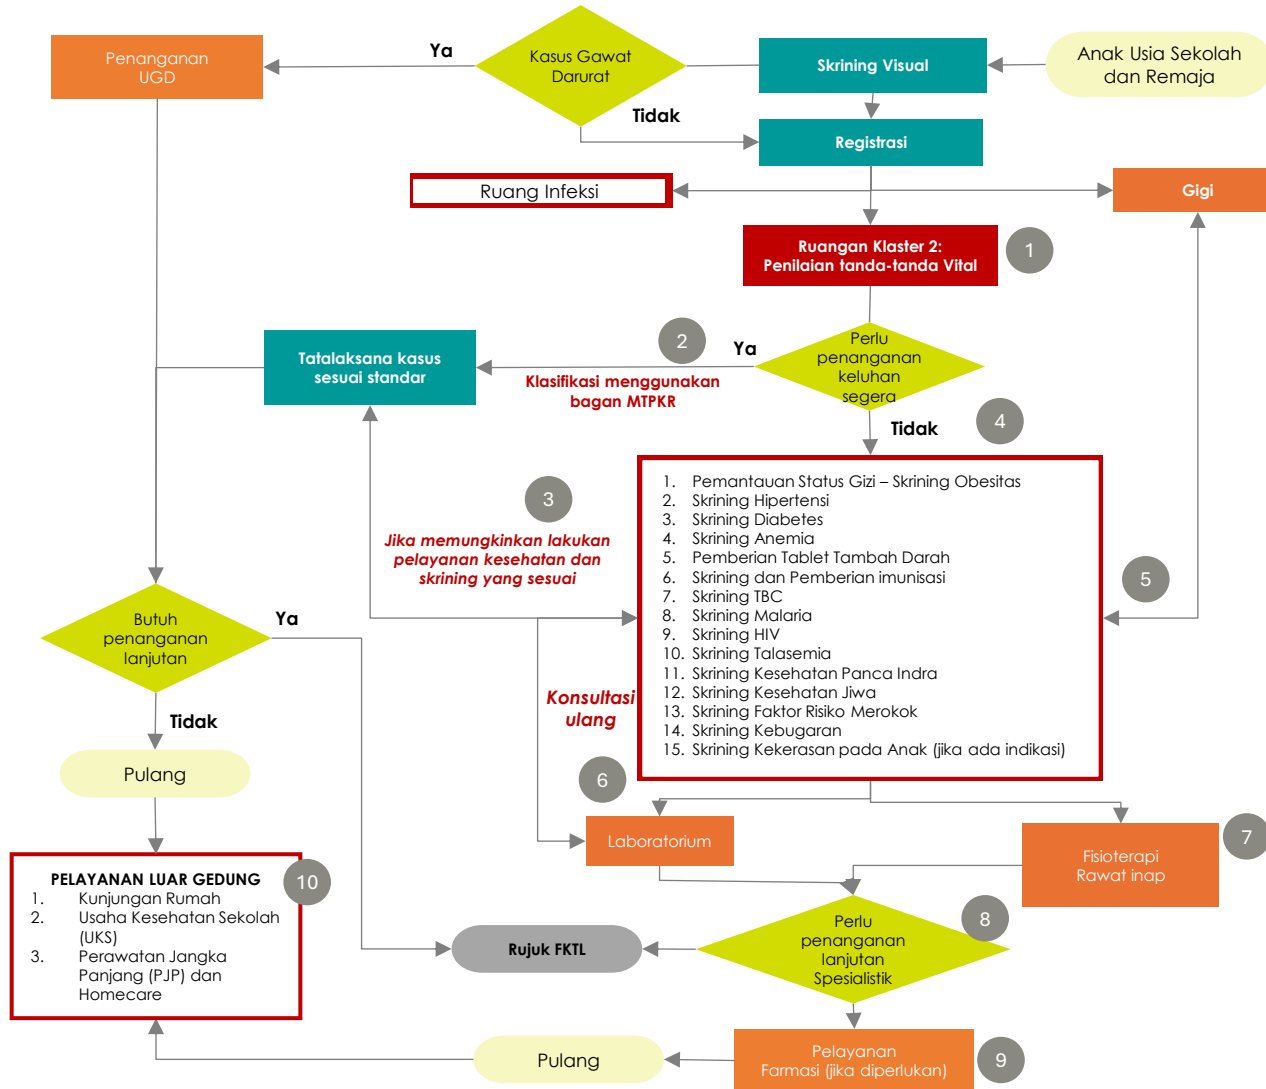 Penanganan
UGD
Ya
Kasus Gawat
Darurat
Skrining Visual
Anak Usia Sekolah
dan Remaja
Tidak
Registrasi
Ruang Infeksi
Gigi
Ruangan Klaster 2:
Penilaian tanda-tanda Vital
1
Tatalaksana kasus
sesuai standar
2
Ya
Klasifikasi menggunakan
bagan MTPKR
Perlu
penanganan
keluhan
segera
Tidak
4
3
Jika memungkinkan lakukan
pelayanan kesehatan dan
skrining yang sesuai
1. Pemantauan Status Gizi – Skrining Obesitas
2. Skrining Hipertensi
3. Skrining Diabetes
4. Skrining Anemia
5. Pemberian Tablet Tambah Darah
6. Skrining dan Pemberian imunisasi
7. Skrining TBC
8. Skrining Malaria
9. Skrining HIV
10. Skrining Talasemia
11. Skrining Kesehatan Panca Indra
12. Skrining Kesehatan Jiwa
13. Skrining Faktor Risiko Merokok
14. Skrining Kebugaran
15. Skrining Kekerasan pada Anak (jika ada indikasi)
5
Butuh
penanganan
lanjutan
Ya
Tidak
Konsultasi
ulang
Pulang
6
Laboratorium
Fisioterapi
Rawat inap
7
PELAYANAN LUAR GEDUNG
1. Kunjungan Rumah
2. Usaha Kesehatan Sekolah
(UKS)
3. Perawatan Jangka
Panjang (PJP) dan
Homecare
10
Rujuk FKTL
Perlu
penanganan
lanjutan
Spesialistik
8
Pulang
Pelayanan
Farmasi (jika diperlukan)
9